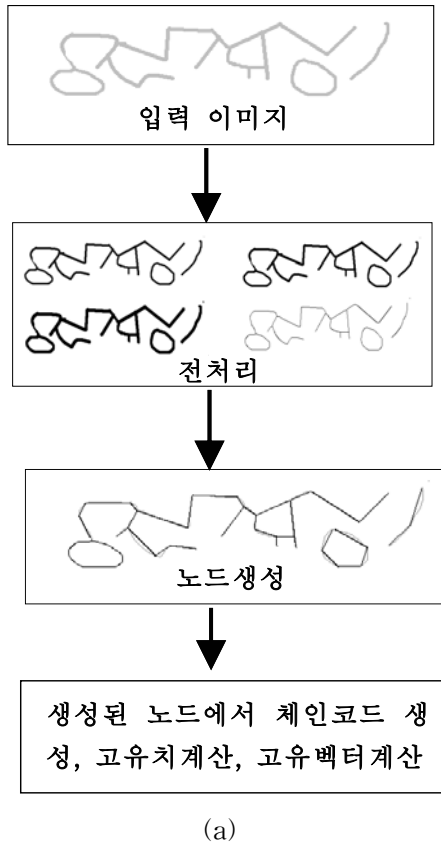 입력 이미지
전처리
노드생성
생성된 노드에서 체인코드 생
성, 고유치계산, 고유벡터계산
(a)